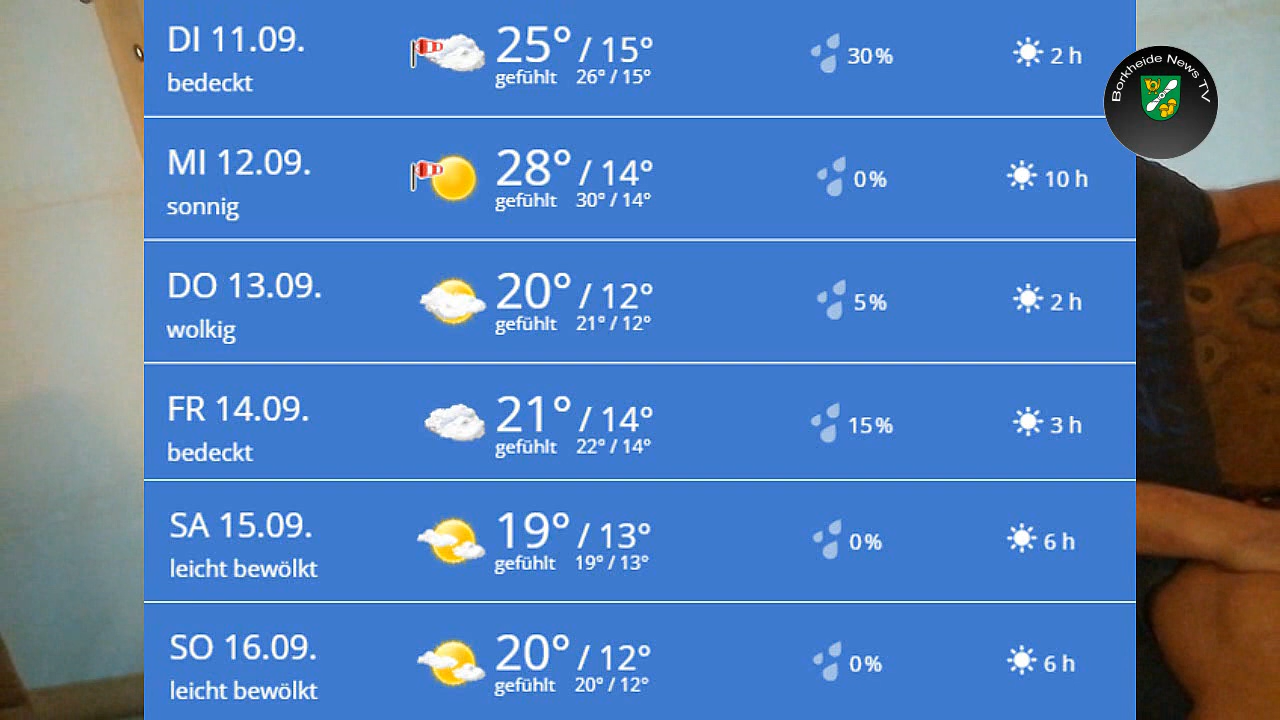 DI 11.09.
bedeckt
25° / 15°
gefühlt 26° / 15°
30%
2 h
Borkheide News TV
MI 12.09.
sonnig
28° / 14°
gefühlt 30° / 14°
0%
10 h
DO 13.09.
wolkig
20° / 12°
gefühlt 21° / 12°
5%
2 h
FR 14.09.
bedeckt
21° / 14°
gefühlt 22° / 14°
15%
3 h
SA 15.09.
leicht bewölkt
19° / 13°
gefühlt 19° / 13°
0%
6 h
SO 16.09.
leicht bewölkt
20° / 12°
gefühlt 20° / 12°
0%
6 h